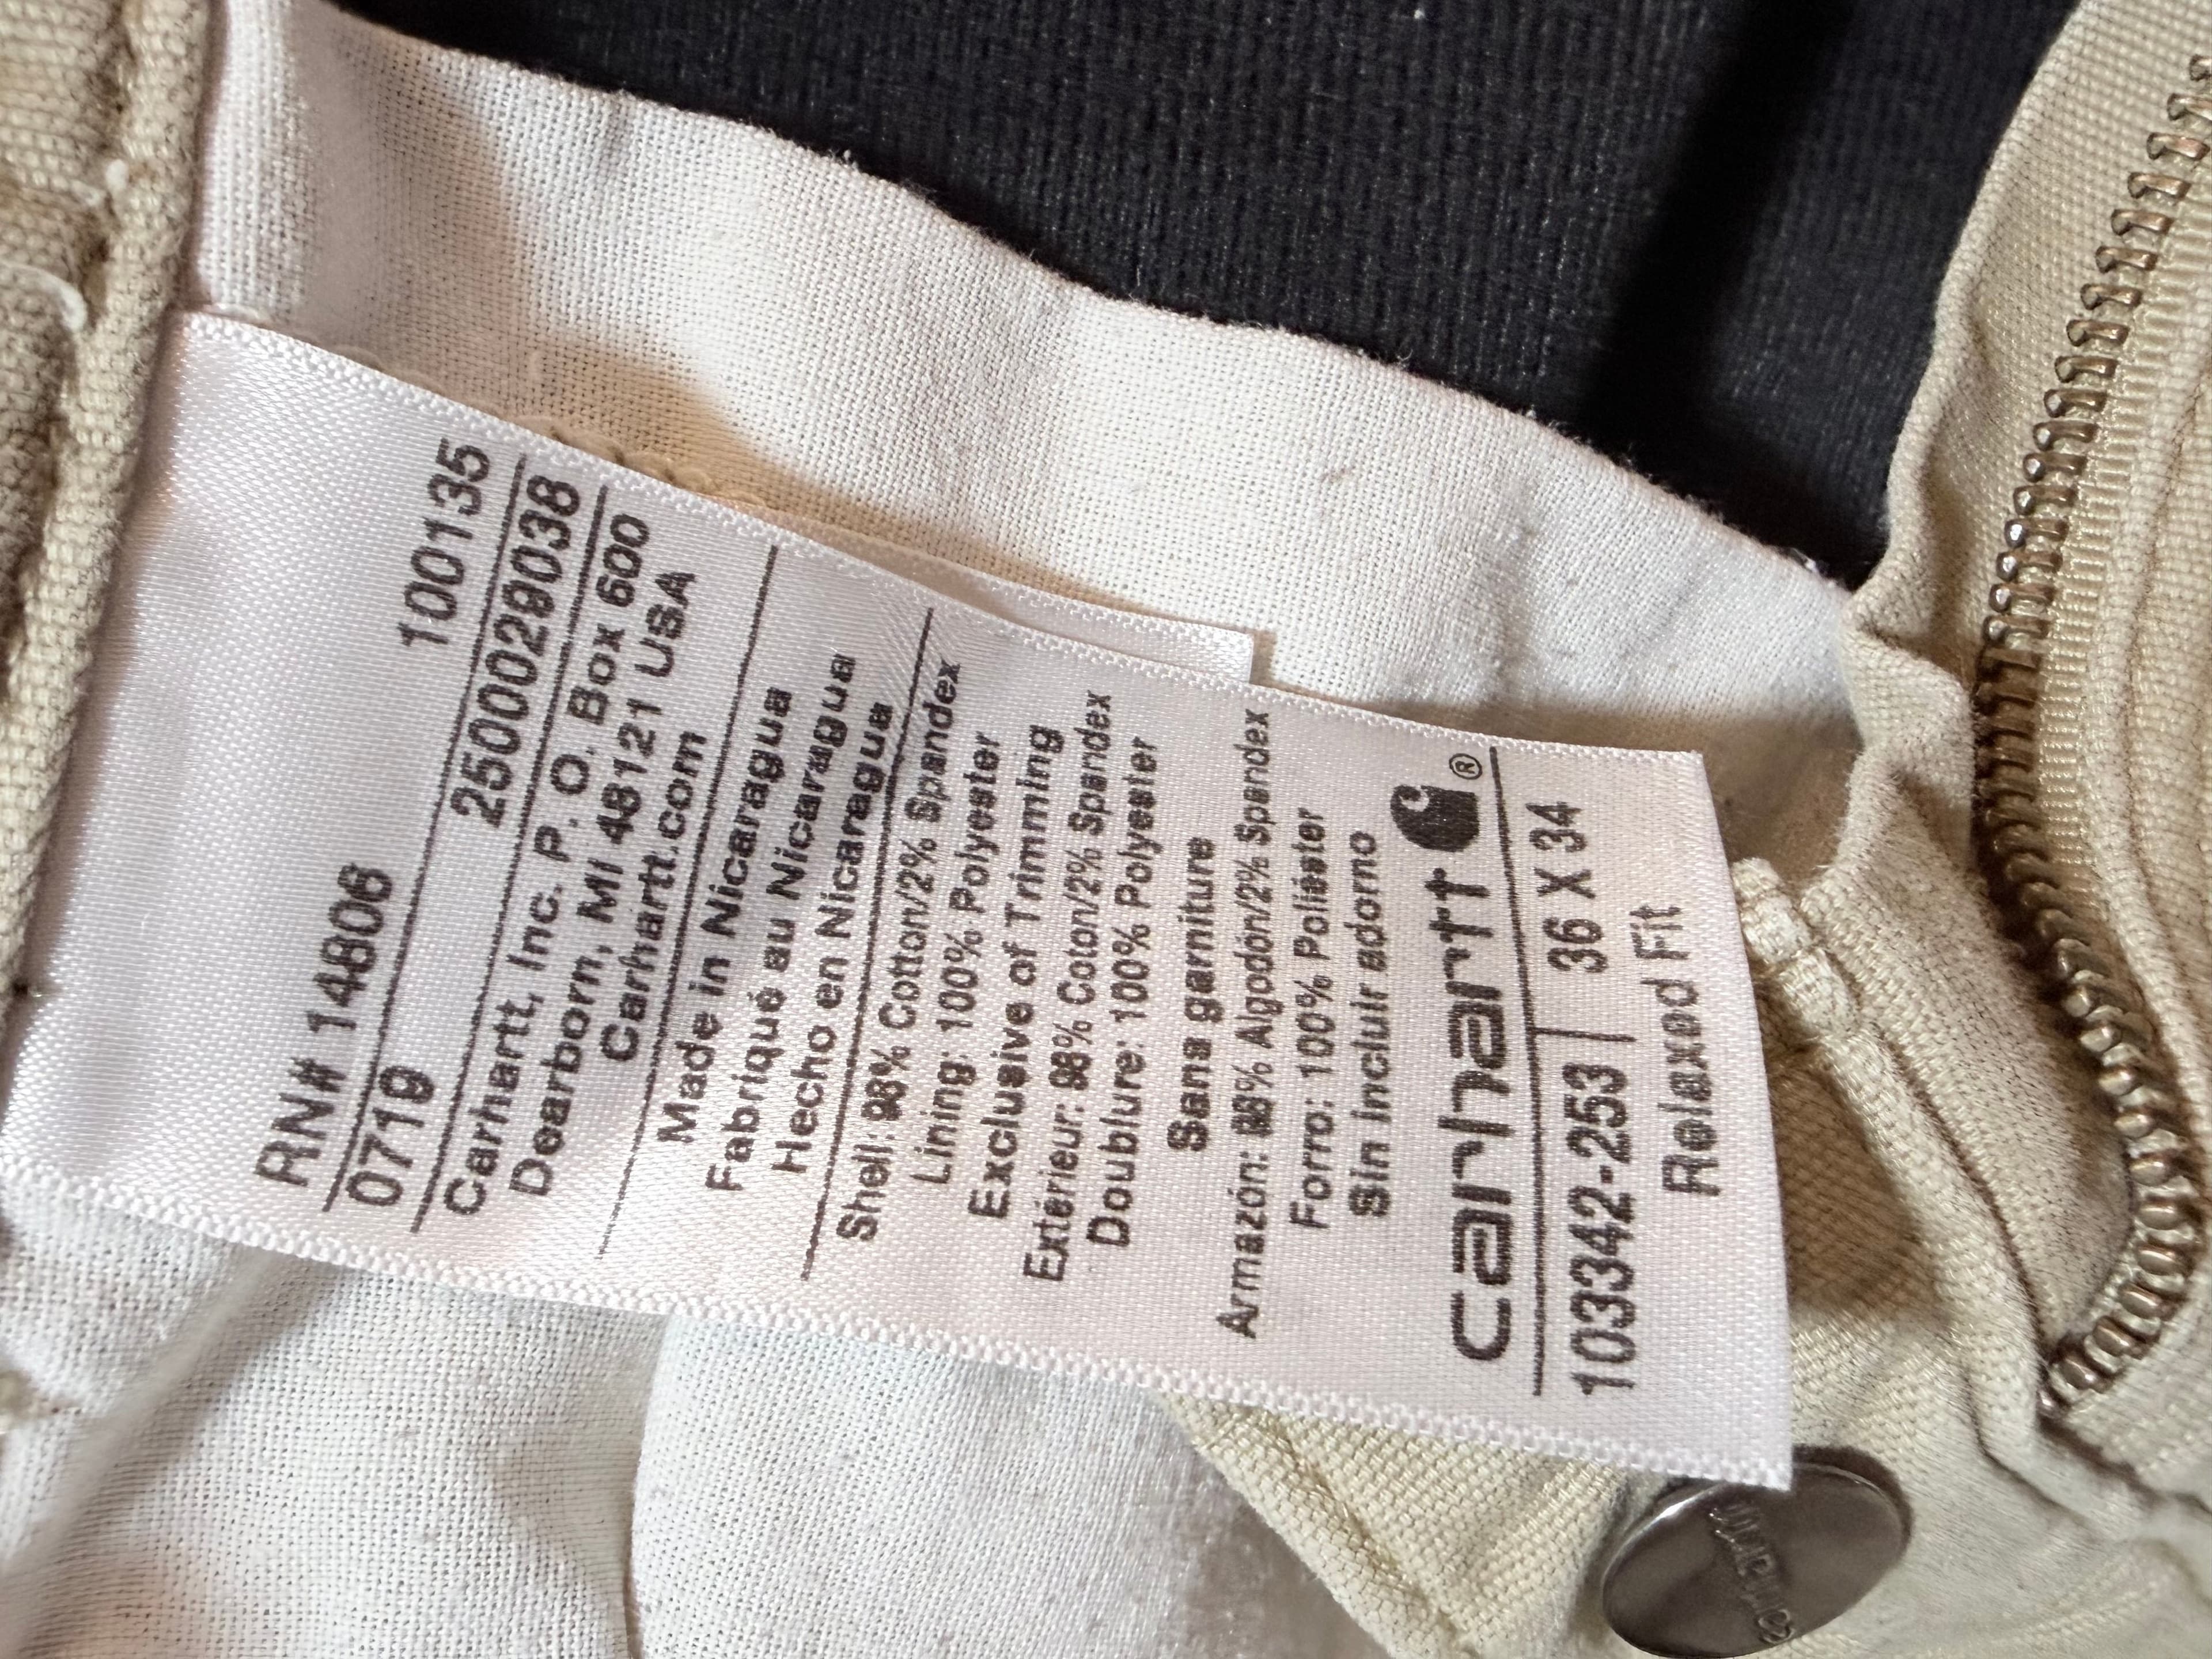 RN# 14806 100135
0719 2500029038
Carhartt, Inc. P. O. Box 600
Dearborn, MI 48121 USA
Carhartt.com
Made in Nicaragua
Fabriqué au Nicaragua
Hecho en Nicaragua
Shell: 98% Cotton/2% Spandex
Lining: 100% Polyester
Exclusive of Trimming
Extérieur: 98% Coton/2% Spandex
Doublure: 100% Polyester
Sans garniture
Armazón: 98% Algodón/2% Spandex
Forro: 100% Poliéster
Sin incluir adorno
carhartt ®
103342-253 | 36 X 34
Relaxed Fit
carhartt